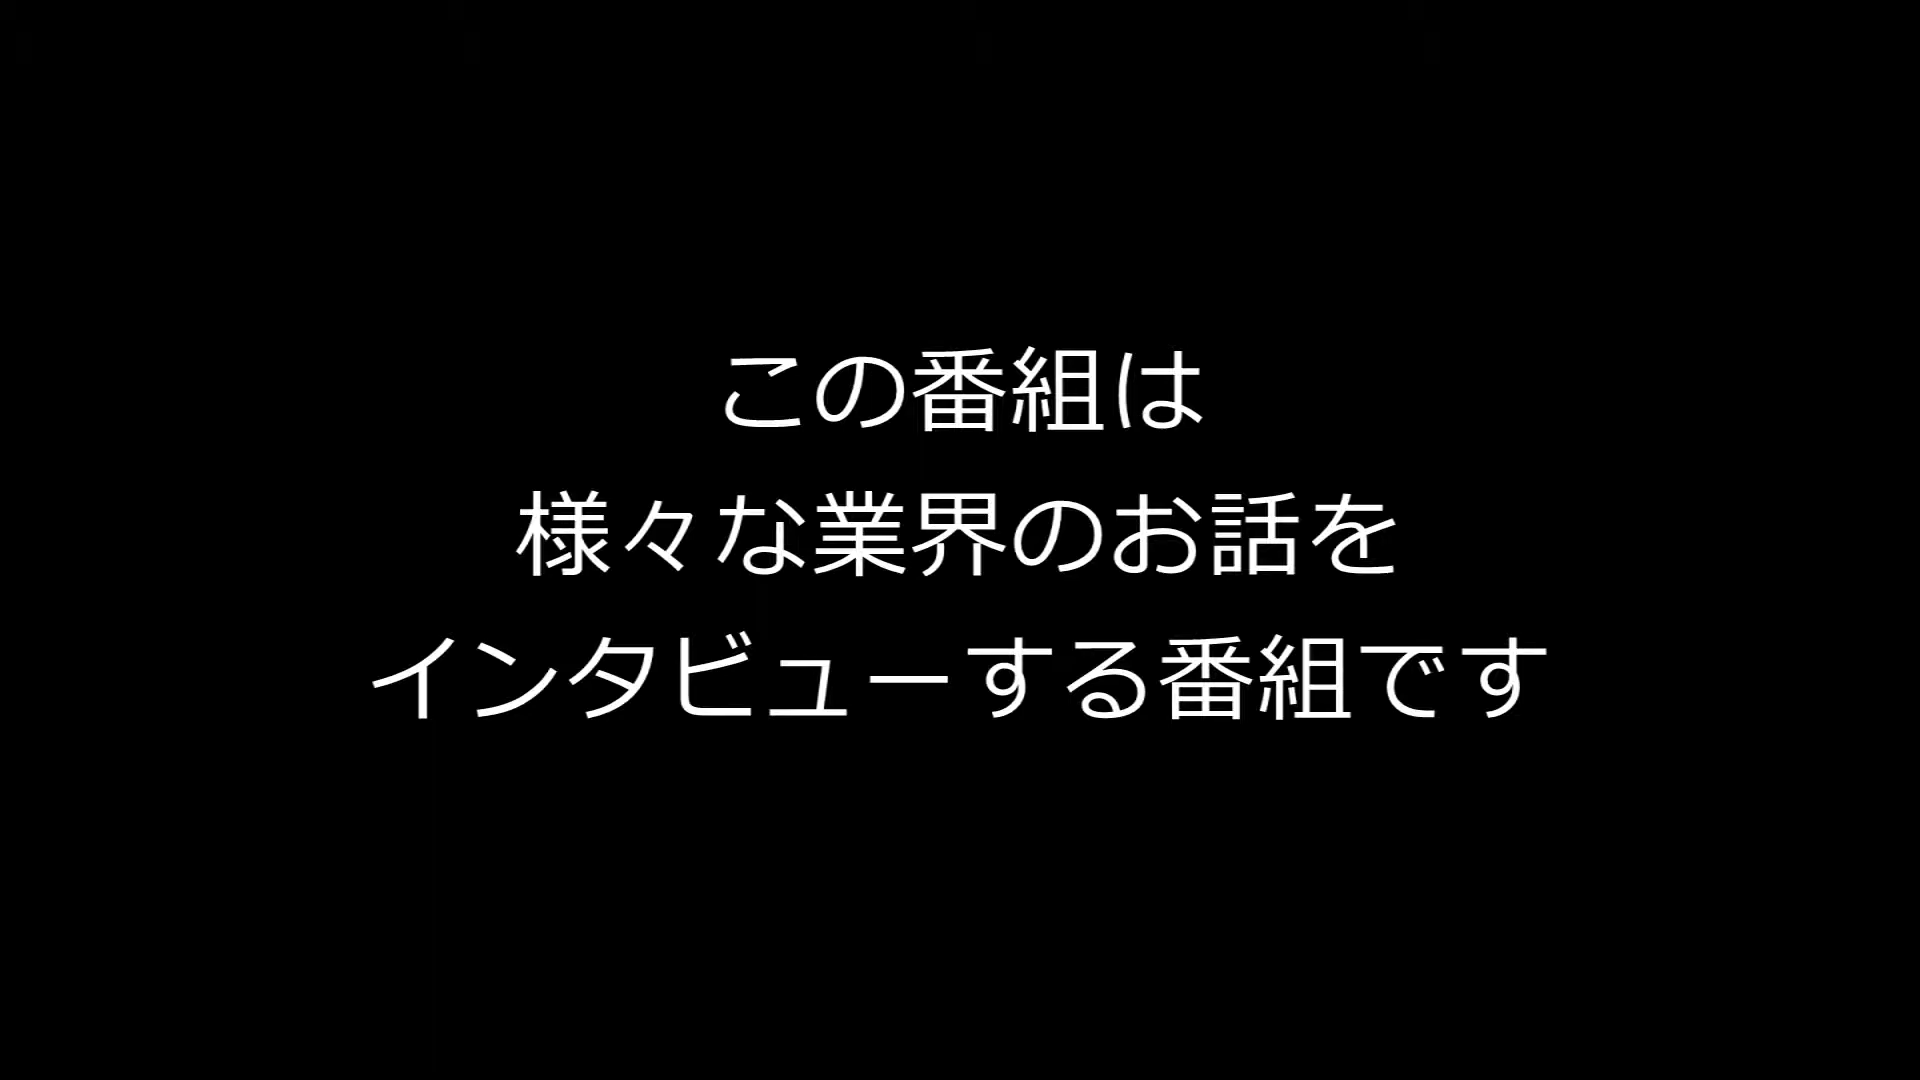 この番組は
様々な業界のお話を
インタビューする番組です